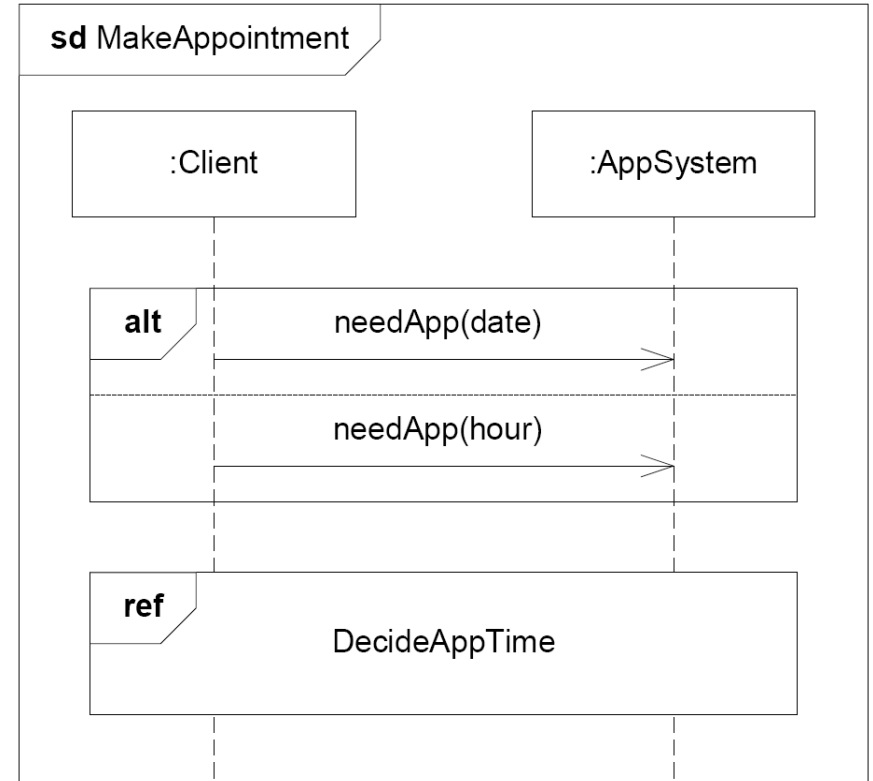 sd MakeAppointment
:Client
:AppSystem
alt
needApp(date)
needApp(hour)
ref
DecideAppTime